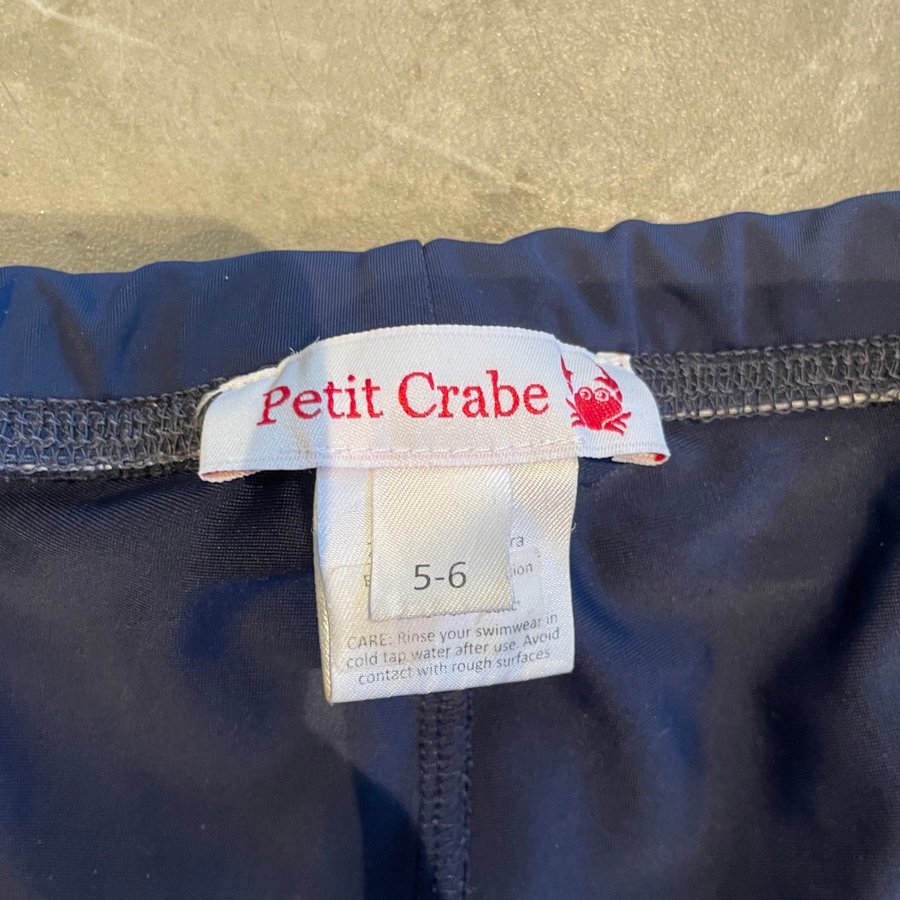 Petit Crabe
5-6
CARE: Rinse your swimwear in
cold tap water after use. Avoid
contact with rough surfaces